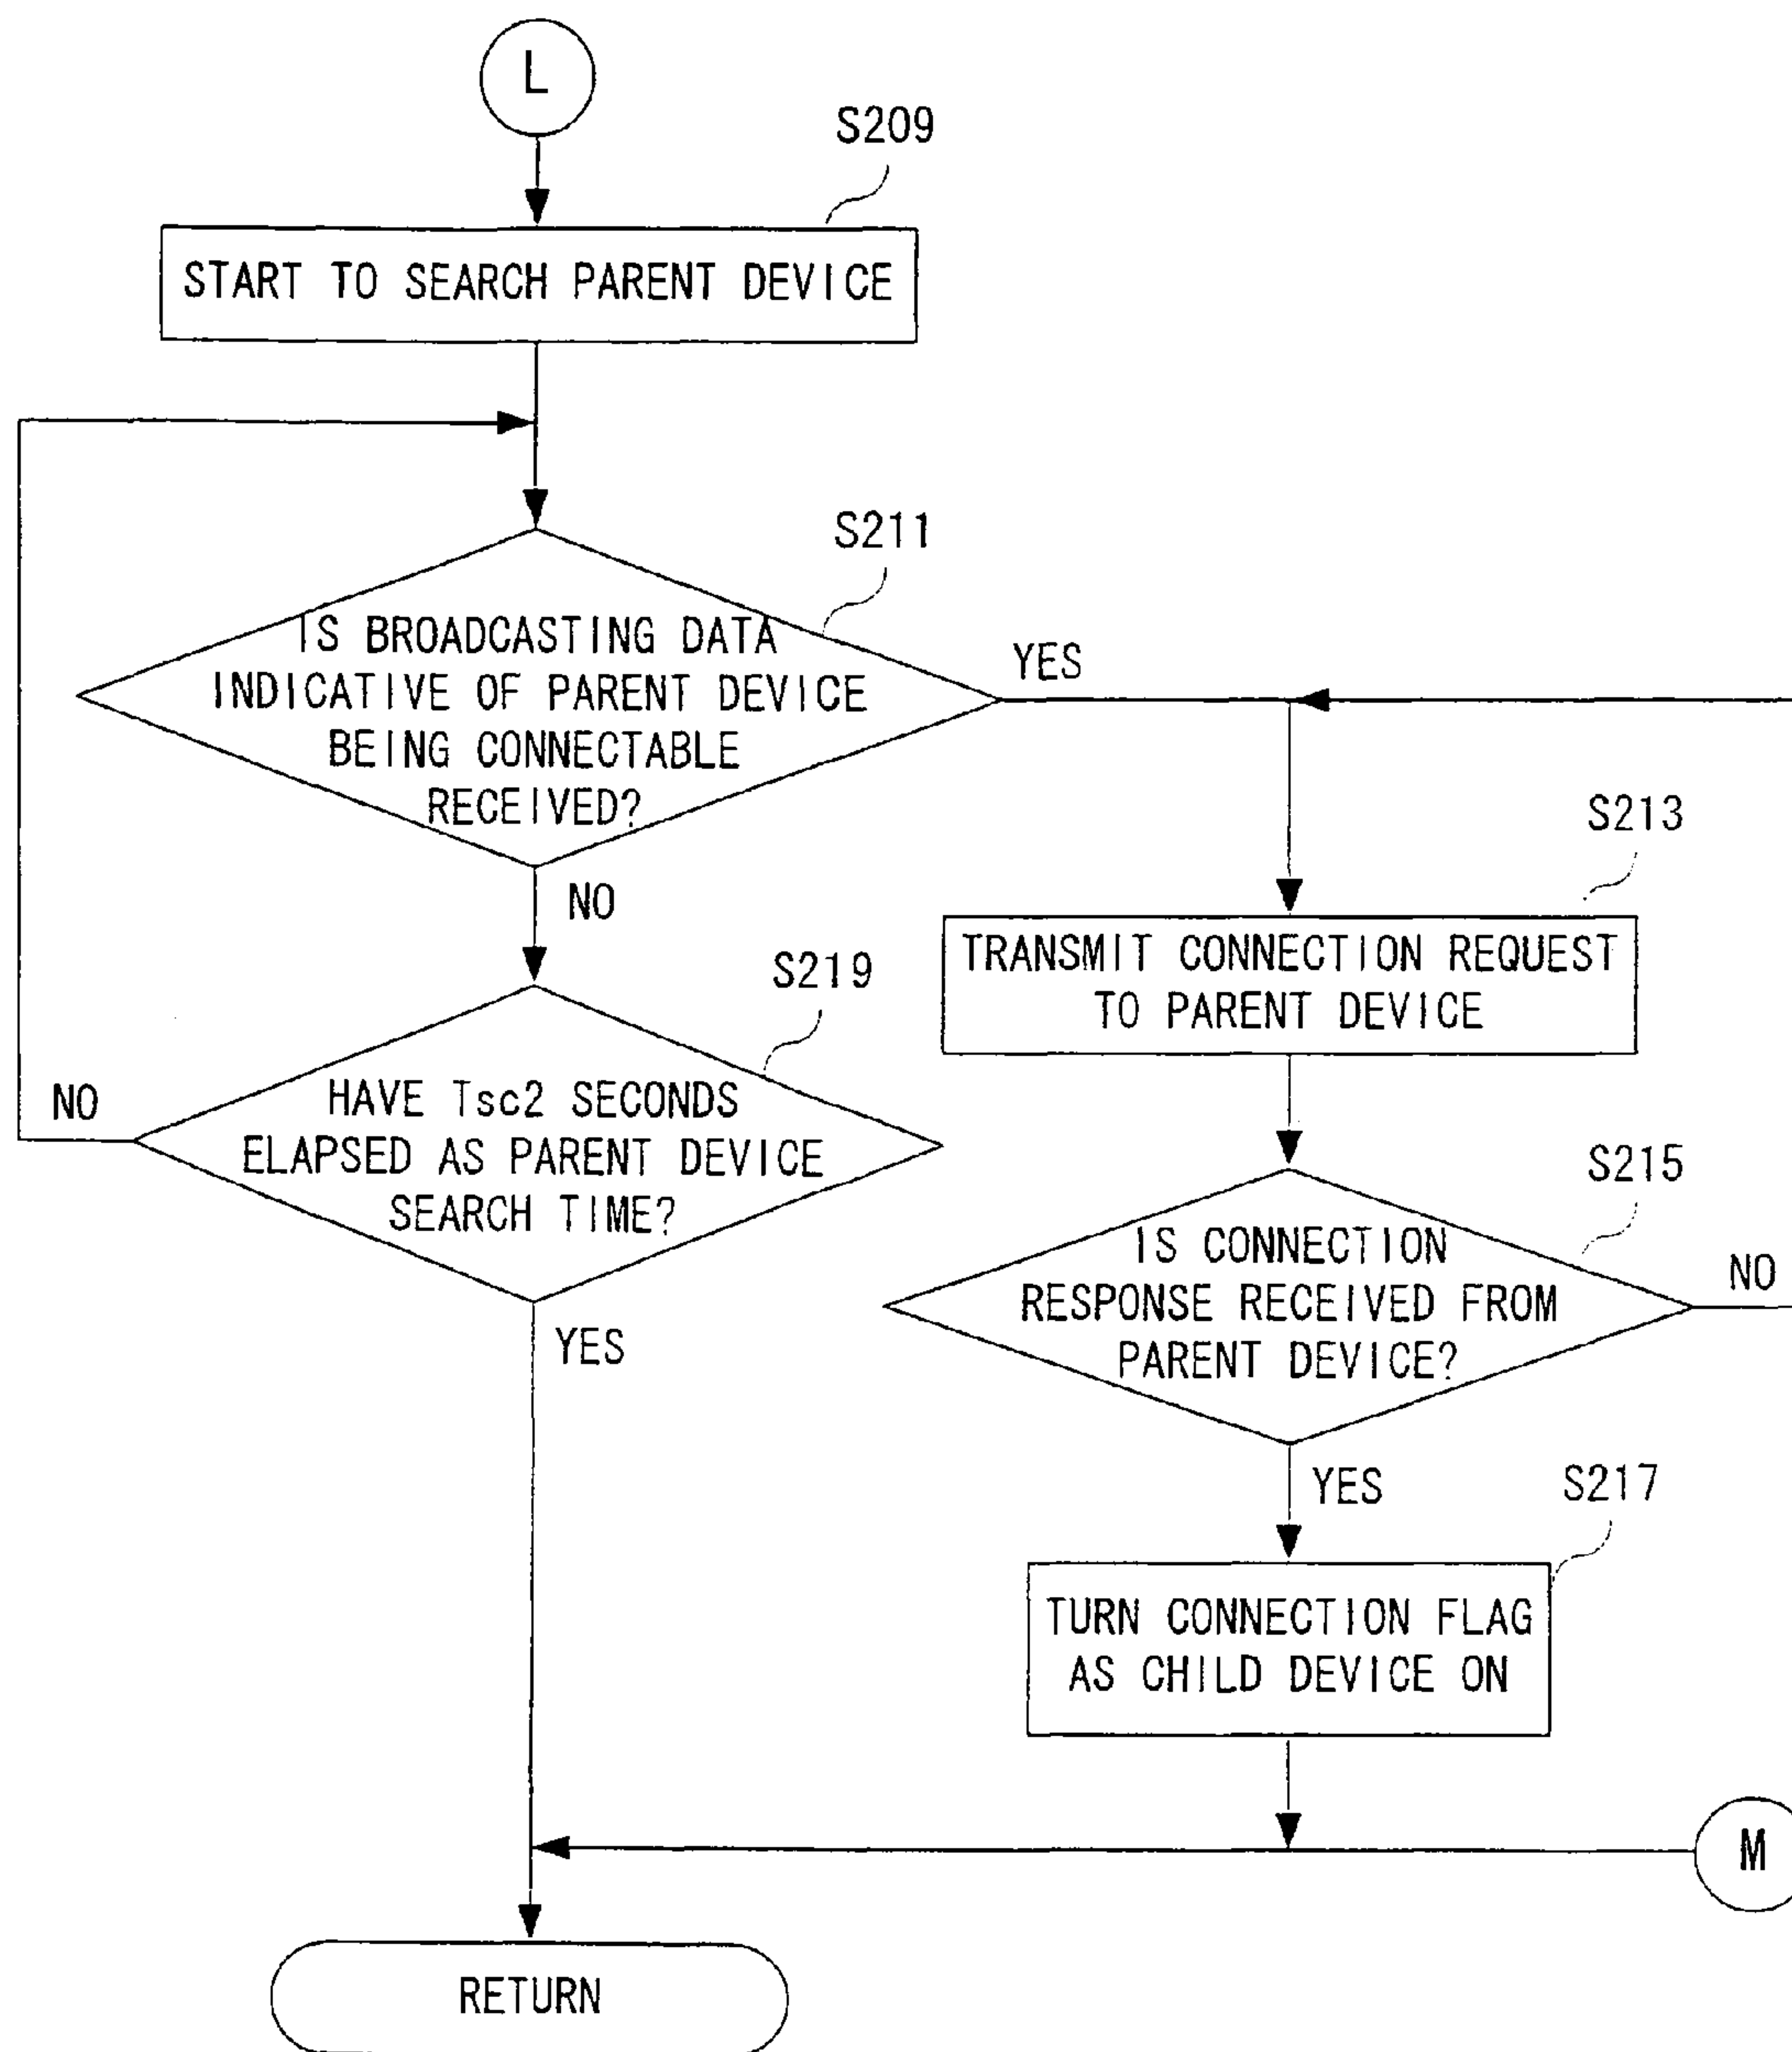 L
S209
START TO SEARCH PARENT DEVICE
S211
IS BROADCASTING DATA
INDICATIVE OF PARENT DEVICE
BEING CONNECTABLE
RECEIVED?
YES
NO
S213
TRANSMIT CONNECTION REQUEST
TO PARENT DEVICE
S219
HAVE Tsc2 SECONDS
ELAPSED AS PARENT DEVICE
SEARCH TIME?
NO
YES
S215
IS CONNECTION
RESPONSE RECEIVED FROM
PARENT DEVICE?
NO
YES
S217
TURN CONNECTION FLAG
AS CHILD DEVICE ON
M
RETURN